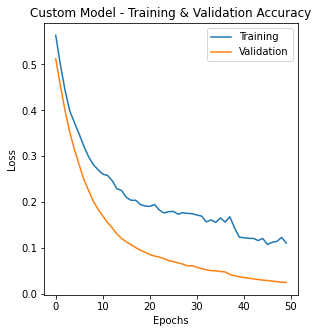 Custom Model - Training & Validation Accuracy
Training
Validation
Loss
0.5
0.4
0.3
0.2
0.1
0.0
0 10 20 30 40 50
Epochs